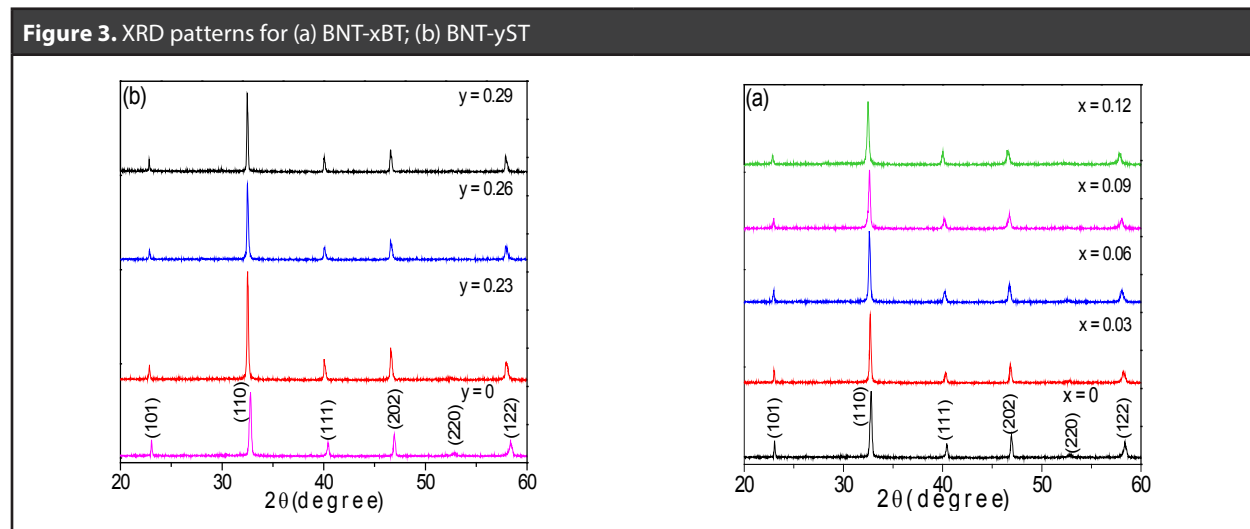 Figure 3. XRD patterns for (a) BNT-xBT; (b) BNT-yST
(b)
y = 0.29
y = 0.26
y = 0.23
y = 0
(101)
(110)
(111)
(202)
(220)
(122)
20 30 40 50 60
2θ(degree)
(a)
x = 0.12
x = 0.09
x = 0.06
x = 0.03
x = 0
(101)
(110)
(111)
(202)
(220)
(122)
20 30 40 50 60
2θ(degree)